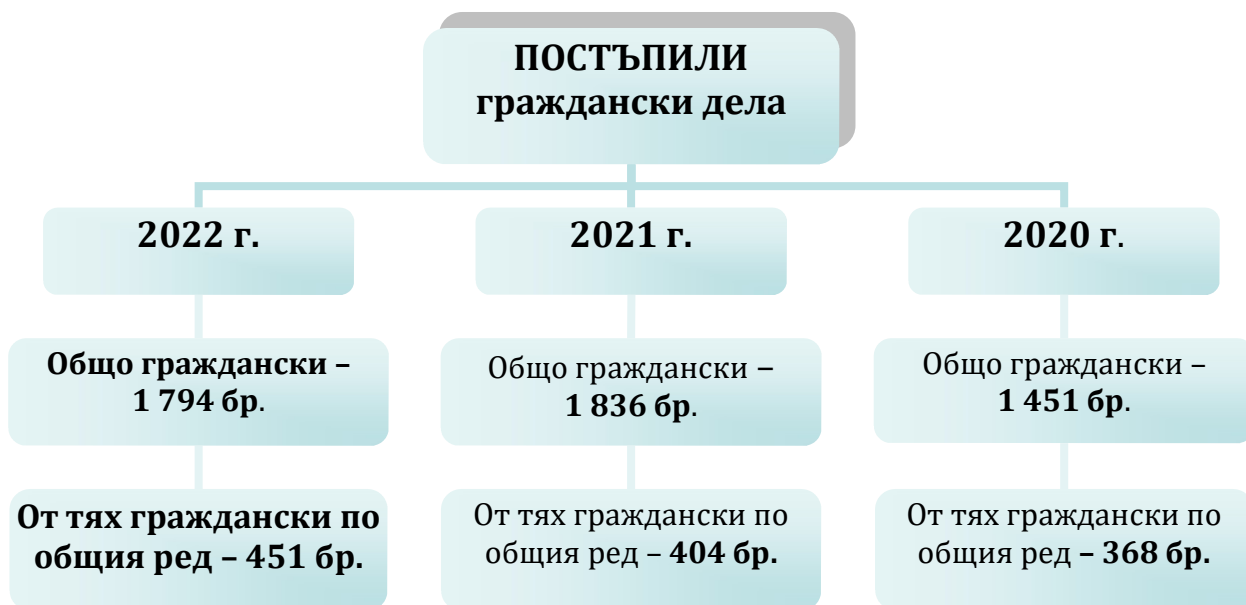 ПОСТЪПИЛИ
граждански дела
2022 г.
2021 г.
2020 г.
Общо граждански –
1 794 бр.
Общо граждански –
1 836 бр.
Общо граждански –
1 451 бр.
От тях граждански по
общия ред – 451 бр.
От тях граждански по
общия ред – 404 бр.
От тях граждански по
общия ред – 368 бр.